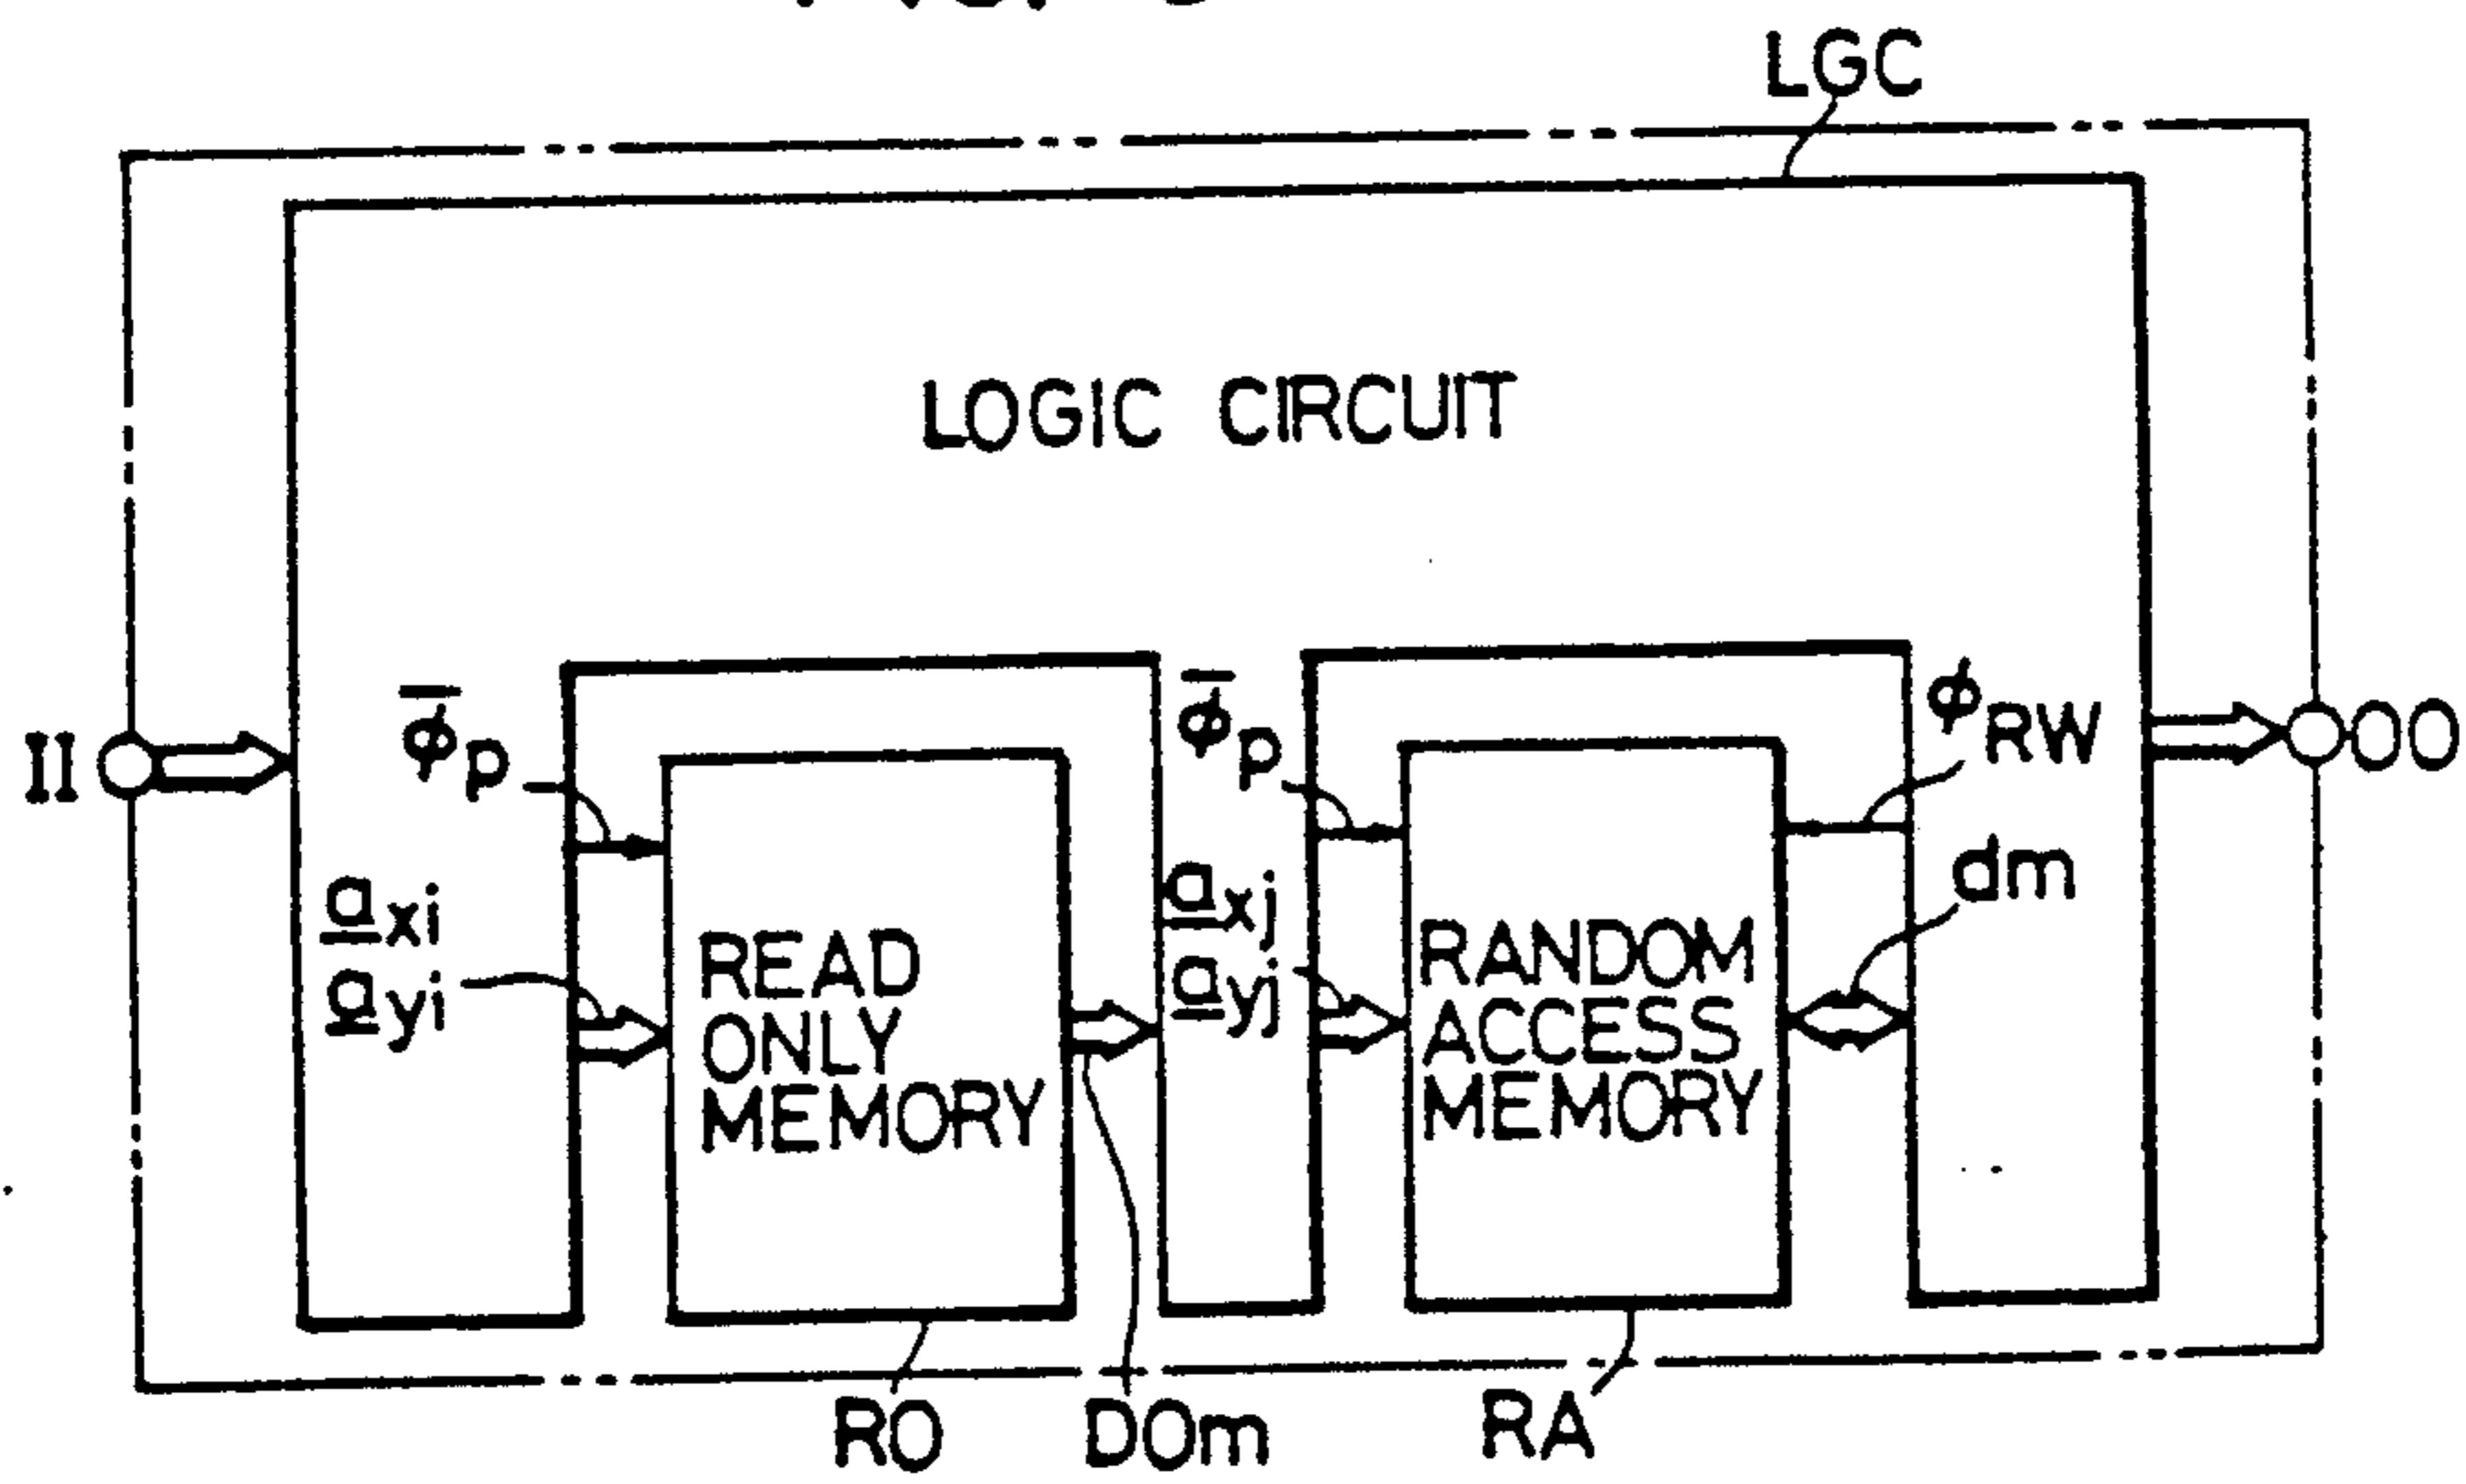 LGC
LOGIC CIRCUIT
II
OO
ϕ̅p
ϕ̅p
ϕRW
axi
ayi
axj
ayj
dm
READ
ONLY
MEMORY
RANDOM
ACCESS
MEMORY
RO
DOm
RA